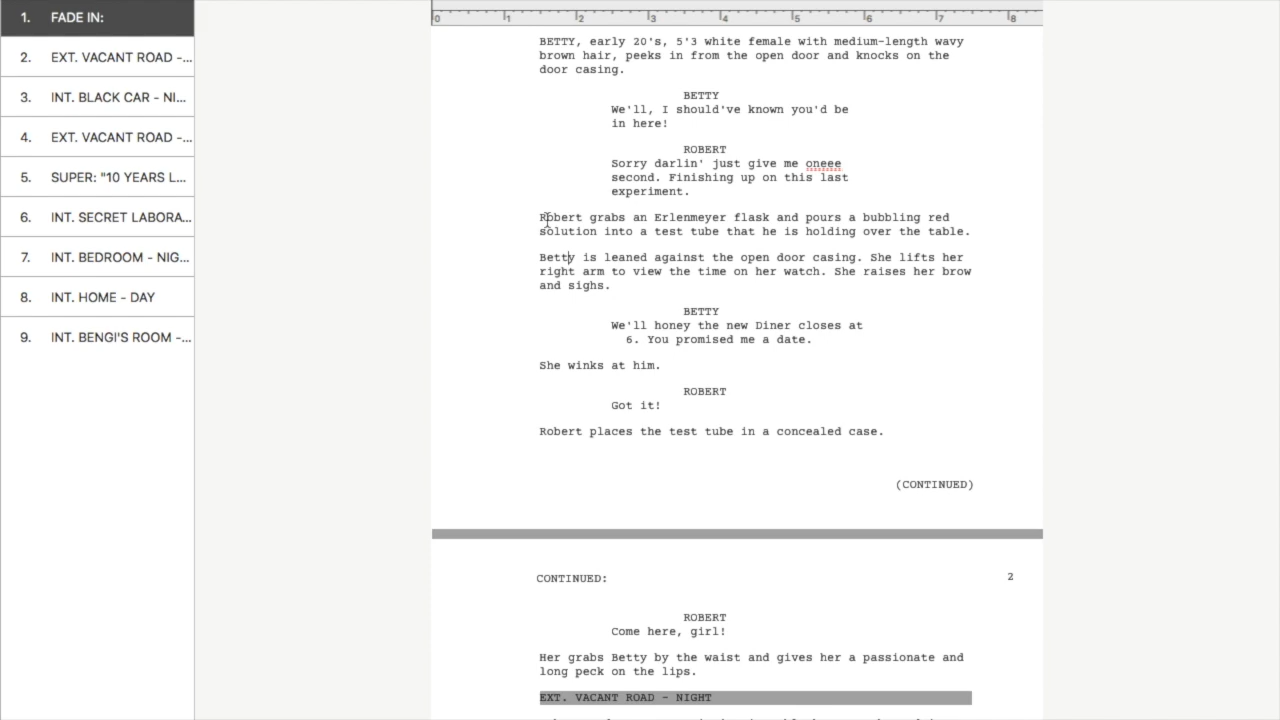 1. FADE IN:
2. EXT. VACANT ROAD -...
3. INT. BLACK CAR - NI...
4. EXT. VACANT ROAD -...
5. SUPER: "10 YEARS L...
6. INT. SECRET LABORA...
7. INT. BEDROOM - NIG...
8. INT. HOME - DAY
9. INT. BENGI'S ROOM -...
0 1 2 3 4 5 6 7 8
BETTY, early 20's, 5'3 white female with medium-length wavy
brown hair, peeks in from the open door and knocks on the
door casing.
BETTY
We'll, I should've known you'd be
in here!
ROBERT
Sorry darlin' just give me oneee
second. Finishing up on this last
experiment.
Robert grabs an Erlenmeyer flask and pours a bubbling red
solution into a test tube that he is holding over the table.
Betty is leaned against the open door casing. She lifts her
right arm to view the time on her watch. She raises her brow
and sighs.
BETTY
We'll honey the new Diner closes at
6. You promised me a date.
She winks at him.
ROBERT
Got it!
Robert places the test tube in a concealed case.
(CONTINUED)
CONTINUED: 2
ROBERT
Come here, girl!
Her grabs Betty by the waist and gives her a passionate and
long peck on the lips.
EXT. VACANT ROAD - NIGHT